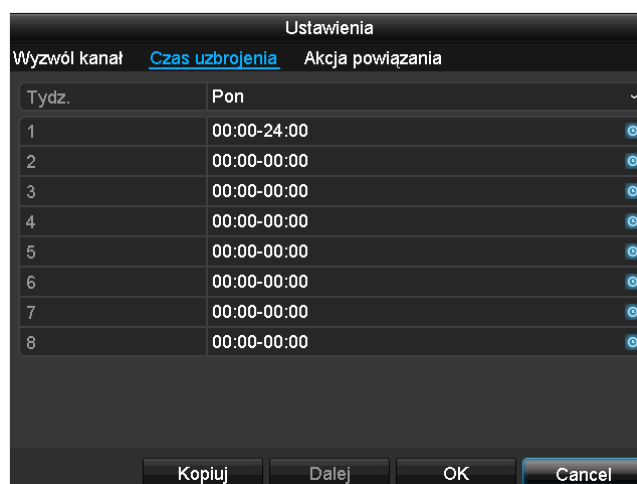 Ustawienia
Wyzwól kanał Czas uzbrojenia Akcja powiązania
Tydz. Pon
1 00:00-24:00
2 00:00-00:00
3 00:00-00:00
4 00:00-00:00
5 00:00-00:00
6 00:00-00:00
7 00:00-00:00
8 00:00-00:00
Kopiuj Dalej OK Cancel